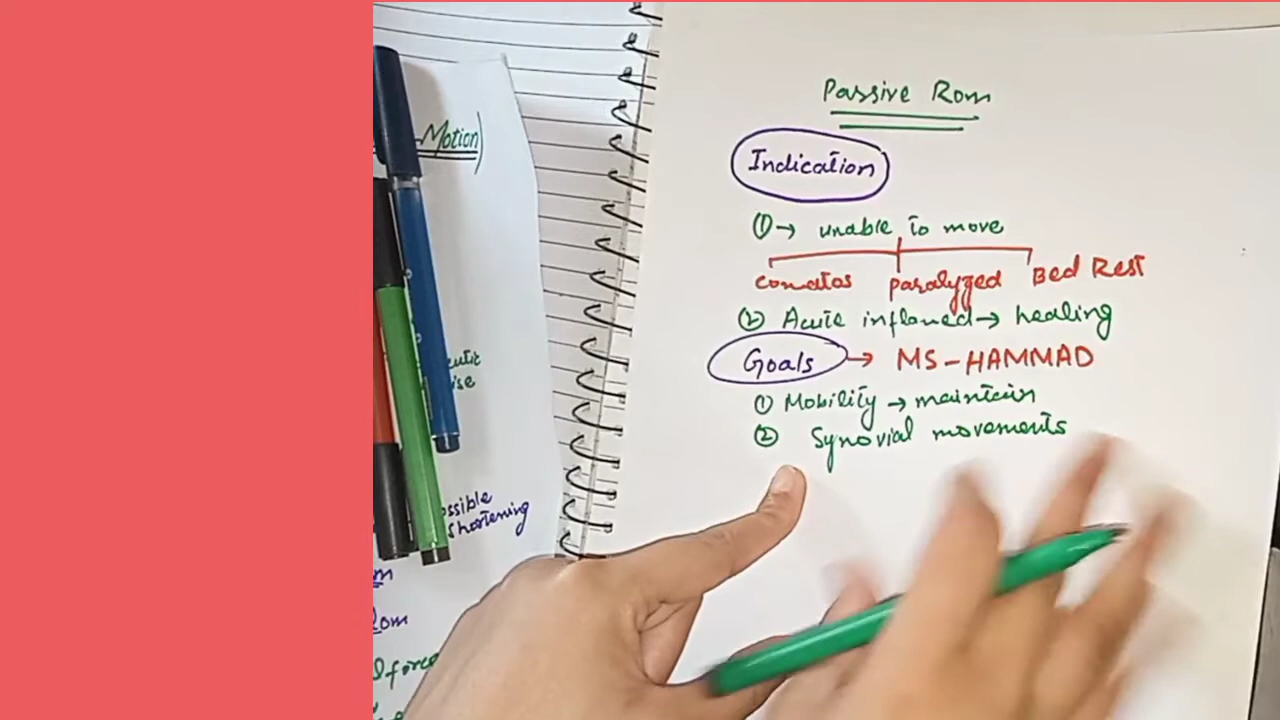 Motion)
ossible
shortening
Rom
Passive Rom
Indication
① → unable to move
comatos paralyzed Bed Rest
② Acute inflamed → healing
Goals → MS-HAMMAD
① Mobility → maintain
② Synovial movements